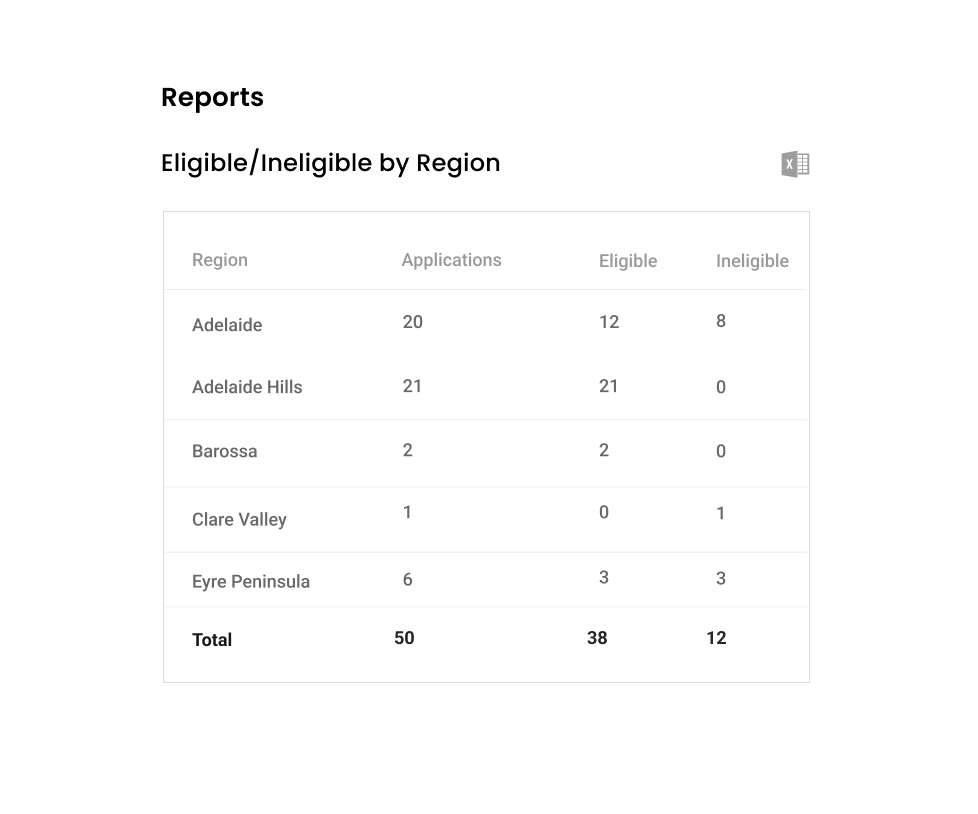 Reports
Eligible/Ineligible by Region
X
Region Applications Eligible Ineligible
Adelaide 20 12 8
Adelaide Hills 21 21 0
Barossa 2 2 0
Clare Valley 1 0 1
Eyre Peninsula 6 3 3
Total 50 38 12